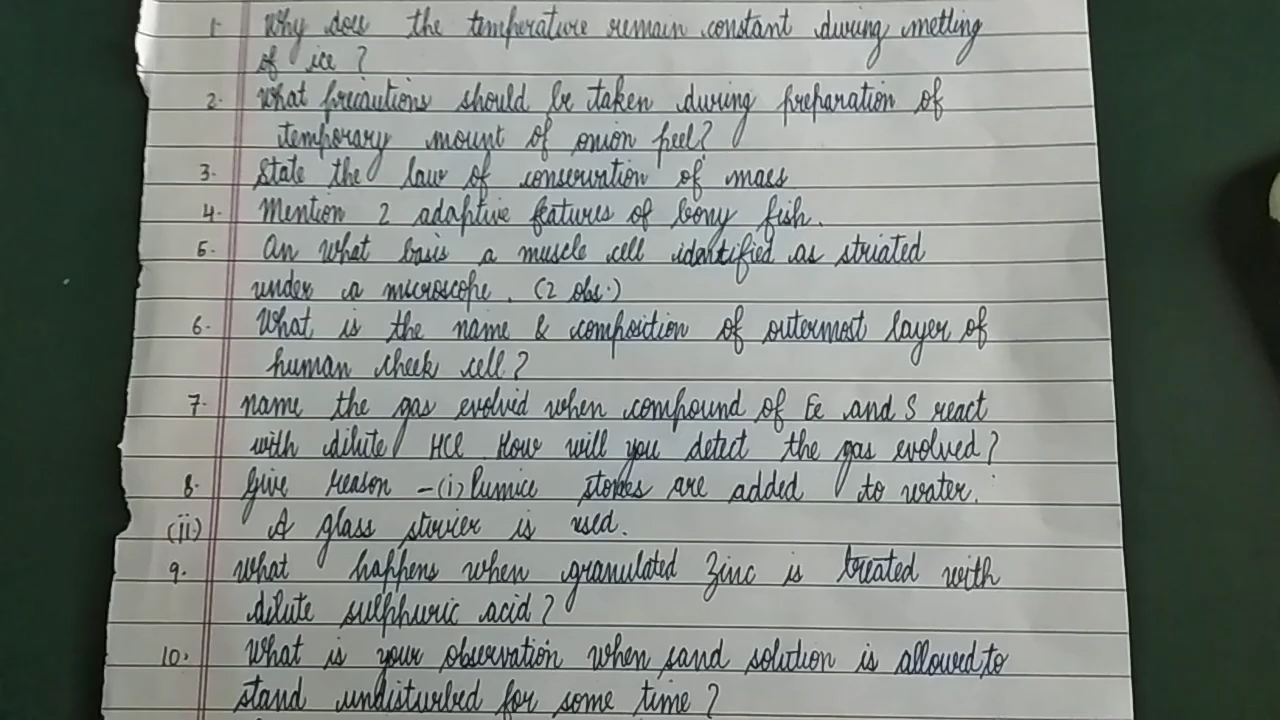 1. Why does the temperature remain constant during melting
of ice ?
2. What precautions should be taken during preparation of
temporary mount of onion peel?
3. State the law of conservation of mass
4. Mention 2 adaptive features of bony fish.
5. On what basis a muscle cell identified as striated
under a microscope. (2 obs.)
6. What is the name & composition of outermost layer of
human cheek cell?
7. name the gas evolved when compound of Fe and S react
with dilute HCl How will you detect the gas evolved?
8. Give reason -(i) Pumice stones are added to water.
(ii) A glass stirrer is used.
9. what happens when granulated Zinc is treated with
dilute sulphuric acid?
10. What is your observation when sand solution is allowed to
stand undisturbed for some time ?